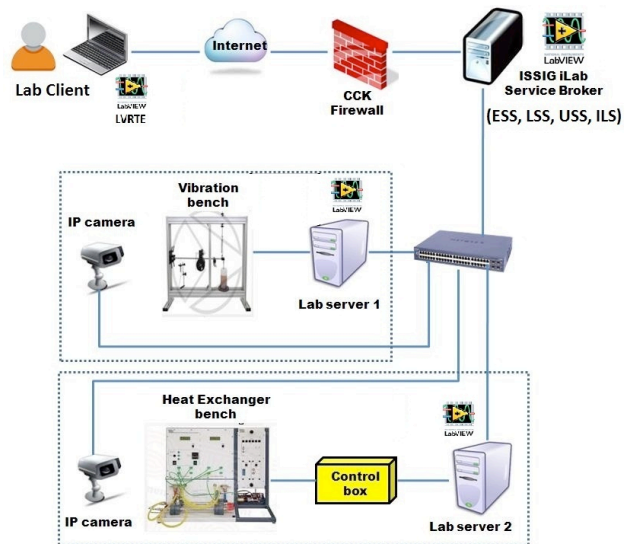 Internet
LabVIEW
Lab Client
LabVIEW
LVRTE
CCK
Firewall
ISSIG iLab
Service Broker
(ESS, LSS, USS, ILS)
Vibration
bench
LabVIEW
IP camera
Lab server 1
Heat Exchanger
bench
LabVIEW
Control
box
IP camera
Lab server 2